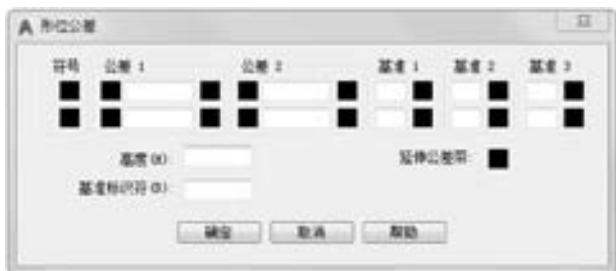 形位公差
符号 公差 1 公差 2 基准 1 基准 2 基准 3
高度(H): 延伸公差带:
基准标识符(D):
确定 取消 帮助